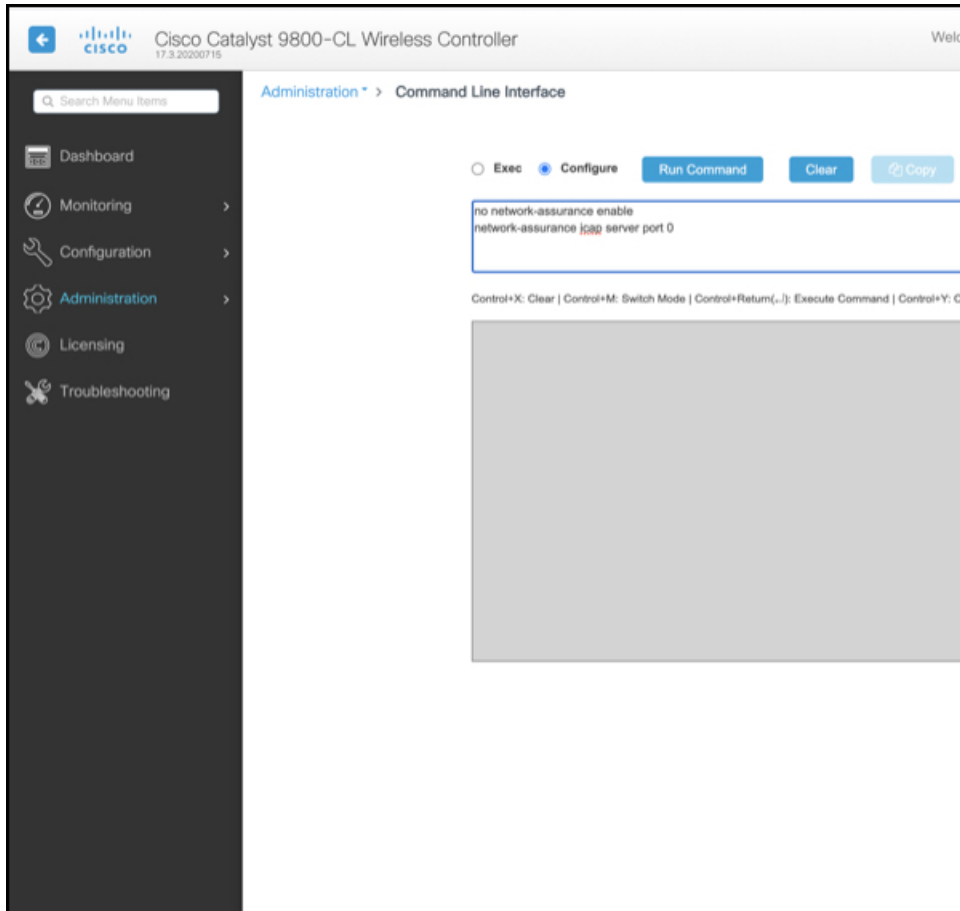 CISCO
Cisco Catalyst 9800-CL Wireless Controller
17.3.20200715
Search Menu Items
Dashboard
Monitoring
Configuration
Administration
Licensing
Troubleshooting
Administration > Command Line Interface
Exec Configure Run Command Clear Copy
no network-assurance enable
network-assurance icap server port 0
Control+X: Clear | Control+M: Switch Mode | Control+Return(↵): Execute Command | Control+Y: